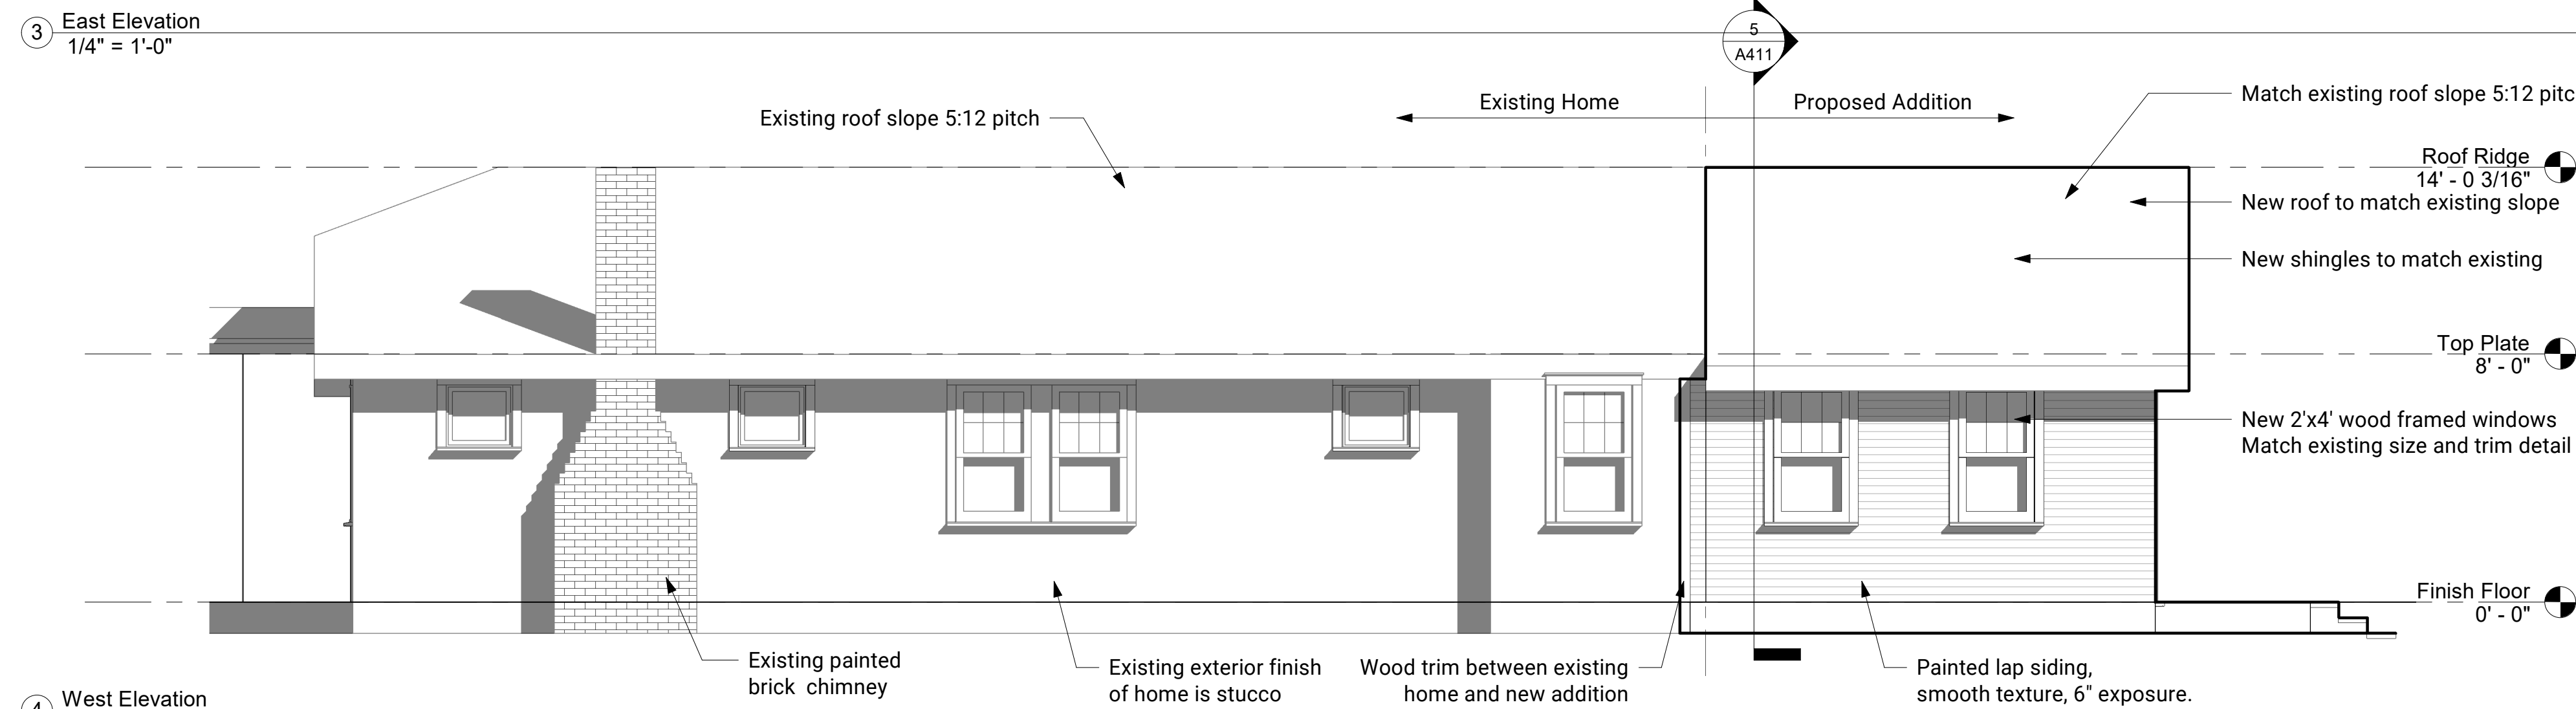 3
East Elevation
1/4" = 1'-0"
5
A411
Existing Home
Proposed Addition
Existing roof slope 5:12 pitch
Match existing roof slope 5:12 pitc
Roof Ridge
14' - 0 3/16"
New roof to match existing slope
New shingles to match existing
Top Plate
8' - 0"
New 2'x4' wood framed windows
Match existing size and trim detail
Finish Floor
0' - 0"
Existing painted
brick chimney
Existing exterior finish
of home is stucco
Wood trim between existing
home and new addition
Painted lap siding,
smooth texture, 6" exposure.
4
West Elevation